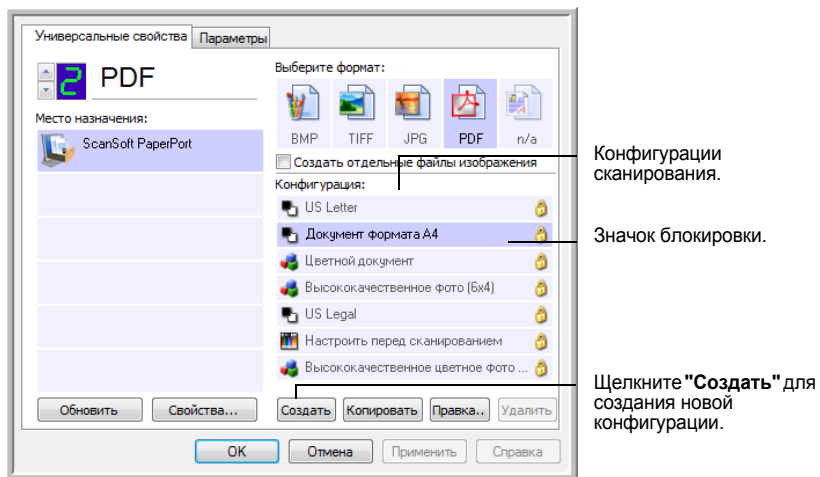 Универсальные свойства Параметры
2 PDF
Место назначения:
ScanSoft PaperPort
Выберите формат:
BMP TIFF JPG PDF n/a
Создать отдельные файлы изображения
Конфигурация:
US Letter
Документ формата A4
Цветной документ
Высококачественное фото (6x4)
US Legal
Настроить перед сканированием
Высококачественное цветное фото ...
Обновить Свойства... Создать Копировать Правка.. Удалить
OK Отмена Применить Справка
Конфигурации
сканирования.
Значок блокировки.
Щелкните "Создать" для
создания новой
конфигурации.